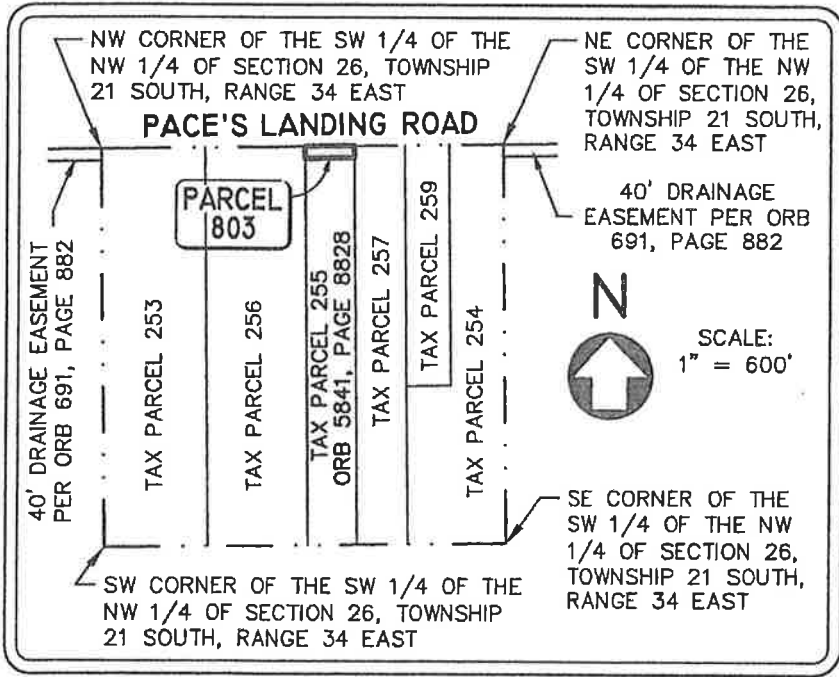 NW CORNER OF THE SW 1/4 OF THE
NW 1/4 OF SECTION 26, TOWNSHIP
21 SOUTH, RANGE 34 EAST
NE CORNER OF THE
SW 1/4 OF THE NW
1/4 OF SECTION 26,
TOWNSHIP 21 SOUTH,
RANGE 34 EAST
PACE'S LANDING ROAD
PARCEL
803
40' DRAINAGE
EASEMENT PER ORB
691, PAGE 882
40' DRAINAGE EASEMENT
PER ORB 691, PAGE 882
TAX PARCEL 253
TAX PARCEL 256
TAX PARCEL 255
ORB 5841, PAGE 8828
TAX PARCEL 257
TAX PARCEL 259
TAX PARCEL 254
N
SCALE:
1" = 600'
SE CORNER OF THE
SW 1/4 OF THE NW
1/4 OF SECTION 26,
TOWNSHIP 21 SOUTH,
RANGE 34 EAST
SW CORNER OF THE SW 1/4 OF THE
NW 1/4 OF SECTION 26, TOWNSHIP
21 SOUTH, RANGE 34 EAST